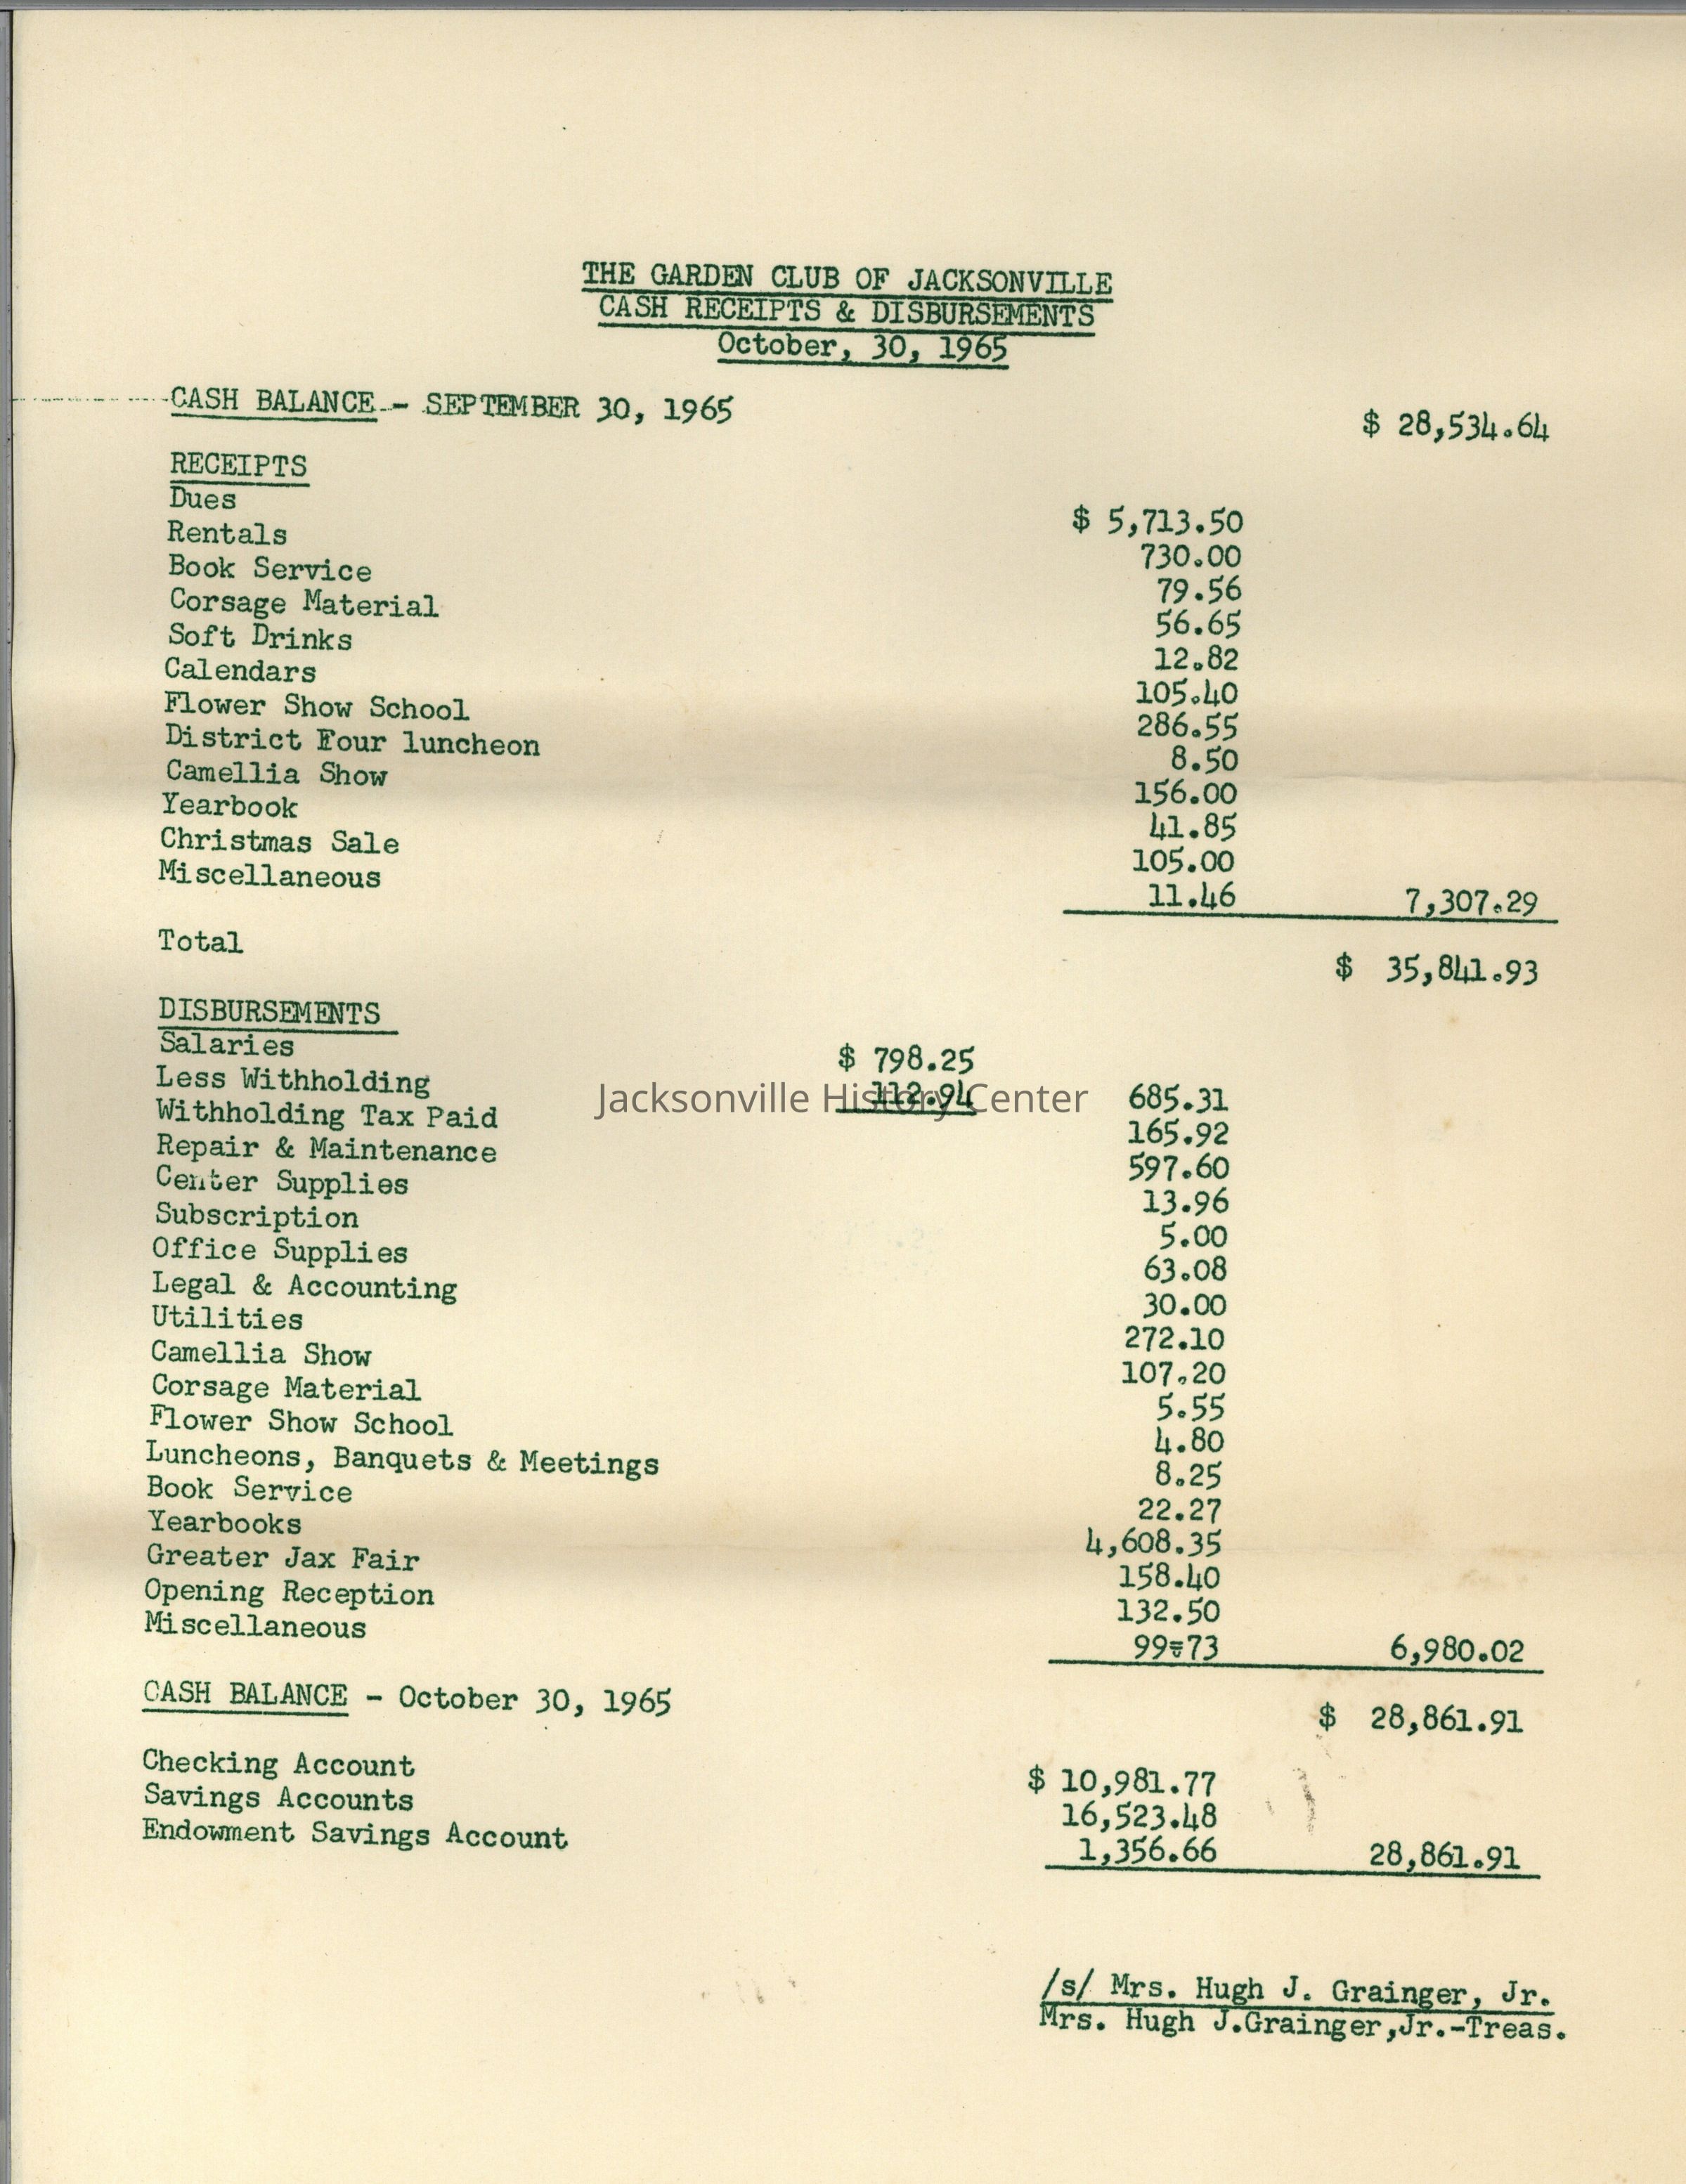 THE GARDEN CLUB OF JACKSONVILLE
CASH RECEIPTS & DISBURSEMENTS
October, 30, 1965
CASH BALANCE - SEPTEMBER 30, 1965 $ 28,534.64
RECEIPTS
Dues $ 5,713.50
Rentals 730.00
Book Service 79.56
Corsage Material 56.65
Soft Drinks 12.82
Calendars 105.40
Flower Show School 286.55
District Four luncheon 8.50
Camellia Show 156.00
Yearbook 41.85
Christmas Sale 105.00
Miscellaneous 11.46 7,307.29
Total $ 35,841.93
DISBURSEMENTS
Salaries $ 798.25
Less Withholding 112.94 685.31
Jacksonville History Center
Withholding Tax Paid 165.92
Repair & Maintenance 597.60
Center Supplies 13.96
Subscription 5.00
Office Supplies 63.08
Legal & Accounting 30.00
Utilities 272.10
Camellia Show 107.20
Corsage Material 5.55
Flower Show School 4.80
Luncheons, Banquets & Meetings 8.25
Book Service 22.27
Yearbooks 4,608.35
Greater Jax Fair 158.40
Opening Reception 132.50
Miscellaneous 99.73 6,980.02
CASH BALANCE - October 30, 1965 $ 28,861.91
Checking Account $ 10,981.77
Savings Accounts 16,523.48
Endowment Savings Account 1,356.66 28,861.91
/s/ Mrs. Hugh J. Grainger, Jr.
Mrs. Hugh J.Grainger,Jr.-Treas.